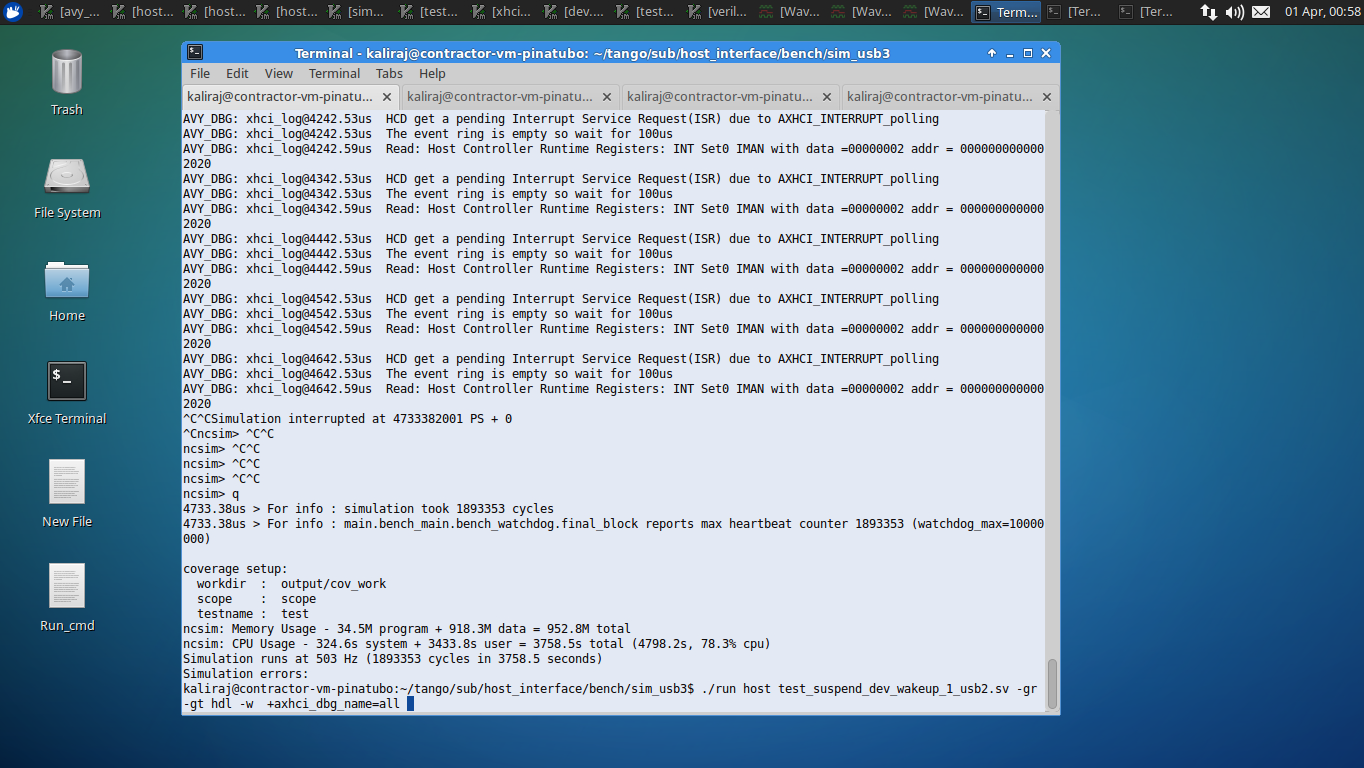 [avy_... [host... [host... [host... [sim... [test... [xhci... [dev.... [test... [veril... [Wav... [Wav... [Wav... Term... [Ter... [Ter... 01 Apr, 00:58
Trash
File System
Home
Xfce Terminal
New File
Run_cmd
Terminal - kaliraj@contractor-vm-pinatubo: ~/tango/sub/host_interface/bench/sim_usb3
File Edit View Terminal Tabs Help
kaliraj@contractor-vm-pinatu... kaliraj@contractor-vm-pinatu... kaliraj@contractor-vm-pinatu... kaliraj@contractor-vm-pinatu...
AVY_DBG: xhci_log@4242.53us  HCD get a pending Interrupt Service Request(ISR) due to AXHCI_INTERRUPT_polling
AVY_DBG: xhci_log@4242.53us  The event ring is empty so wait for 100us
AVY_DBG: xhci_log@4242.59us  Read: Host Controller Runtime Registers: INT Set0 IMAN with data =00000002 addr = 000000000000
2020
AVY_DBG: xhci_log@4342.53us  HCD get a pending Interrupt Service Request(ISR) due to AXHCI_INTERRUPT_polling
AVY_DBG: xhci_log@4342.53us  The event ring is empty so wait for 100us
AVY_DBG: xhci_log@4342.59us  Read: Host Controller Runtime Registers: INT Set0 IMAN with data =00000002 addr = 000000000000
2020
AVY_DBG: xhci_log@4442.53us  HCD get a pending Interrupt Service Request(ISR) due to AXHCI_INTERRUPT_polling
AVY_DBG: xhci_log@4442.53us  The event ring is empty so wait for 100us
AVY_DBG: xhci_log@4442.59us  Read: Host Controller Runtime Registers: INT Set0 IMAN with data =00000002 addr = 000000000000
2020
AVY_DBG: xhci_log@4542.53us  HCD get a pending Interrupt Service Request(ISR) due to AXHCI_INTERRUPT_polling
AVY_DBG: xhci_log@4542.53us  The event ring is empty so wait for 100us
AVY_DBG: xhci_log@4542.59us  Read: Host Controller Runtime Registers: INT Set0 IMAN with data =00000002 addr = 000000000000
2020
AVY_DBG: xhci_log@4642.53us  HCD get a pending Interrupt Service Request(ISR) due to AXHCI_INTERRUPT_polling
AVY_DBG: xhci_log@4642.53us  The event ring is empty so wait for 100us
AVY_DBG: xhci_log@4642.59us  Read: Host Controller Runtime Registers: INT Set0 IMAN with data =00000002 addr = 000000000000
2020
^C^CSimulation interrupted at 4733382001 PS + 0
^Cncsim> ^C^C
ncsim> ^C^C
ncsim> ^C^C
ncsim> ^C^C
ncsim> q
4733.38us > For info : simulation took 1893353 cycles
4733.38us > For info : main.bench_main.bench_watchdog.final_block reports max heartbeat counter 1893353 (watchdog_max=10000
000)
coverage setup:
  workdir  :  output/cov_work
  scope    :  scope
  testname :  test
ncsim: Memory Usage - 34.5M program + 918.3M data = 952.8M total
ncsim: CPU Usage - 324.6s system + 3433.8s user = 3758.5s total (4798.2s, 78.3% cpu)
Simulation runs at 503 Hz (1893353 cycles in 3758.5 seconds)
Simulation errors:
kaliraj@contractor-vm-pinatubo:~/tango/sub/host_interface/bench/sim_usb3$ ./run host test_suspend_dev_wakeup_1_usb2.sv -gr
-gt hdl -w  +axhci_dbg_name=all